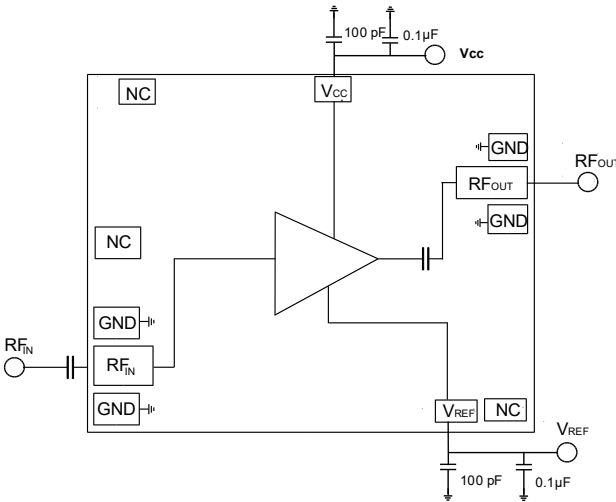 100 pF
0.1µF
Vcc
NC
VCC
GND
RFOUT
RFOUT
NC
GND
GND
RFIN
RFIN
GND
VREF
NC
VREF
100 pF
0.1µF